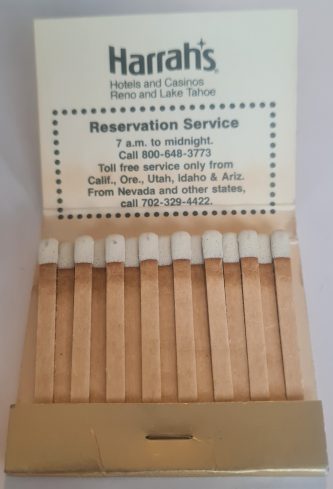 Harrah's
Hotels and Casinos
Reno and Lake Tahoe
Reservation Service
7 a.m. to midnight.
Call 800-648-3773
Toll free service only from
Calif., Ore., Utah, Idaho & Ariz.
From Nevada and other states,
call 702-329-4422.